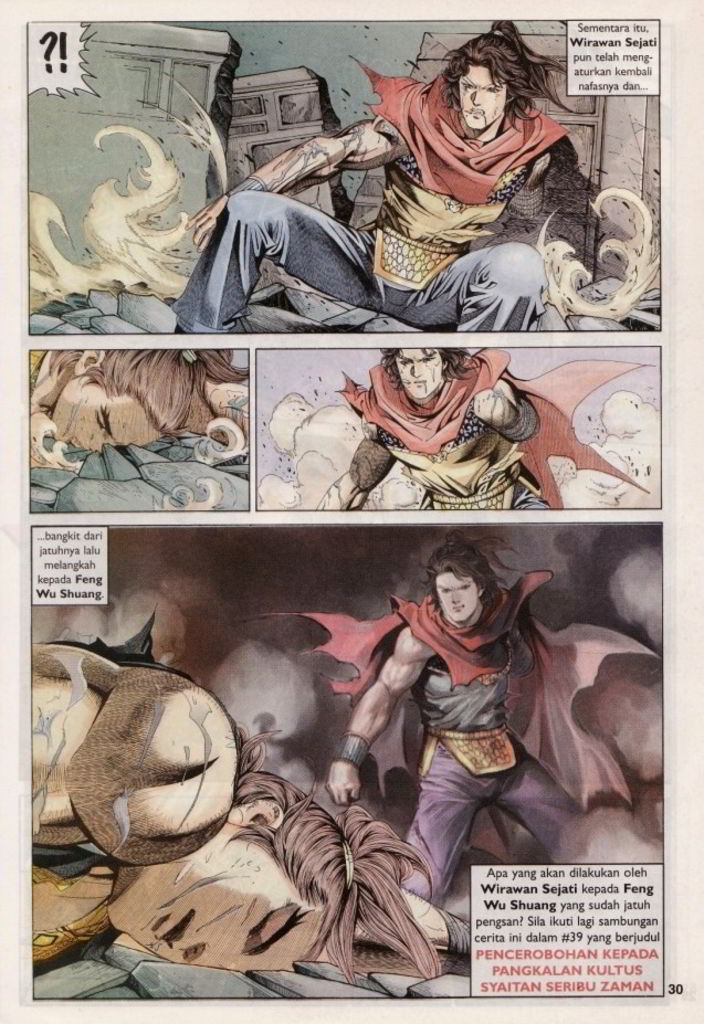 ?!
Sementara itu,
Wirawan Sejati
pun telah meng-
aturkan kembali
nafasnya dan...
...bangkit dari
jatuhnya lalu
melangkah
kepada Feng
Wu Shuang.
Apa yang akan dilakukan oleh
Wirawan Sejati kepada Feng
Wu Shuang yang sudah jatuh
pengsan? Sila ikuti lagi sambungan
cerita ini dalam #39 yang berjudul
PENCEROBOHAN KEPADA
PANGKALAN KULTUS
SYAITAN SERIBU ZAMAN
30